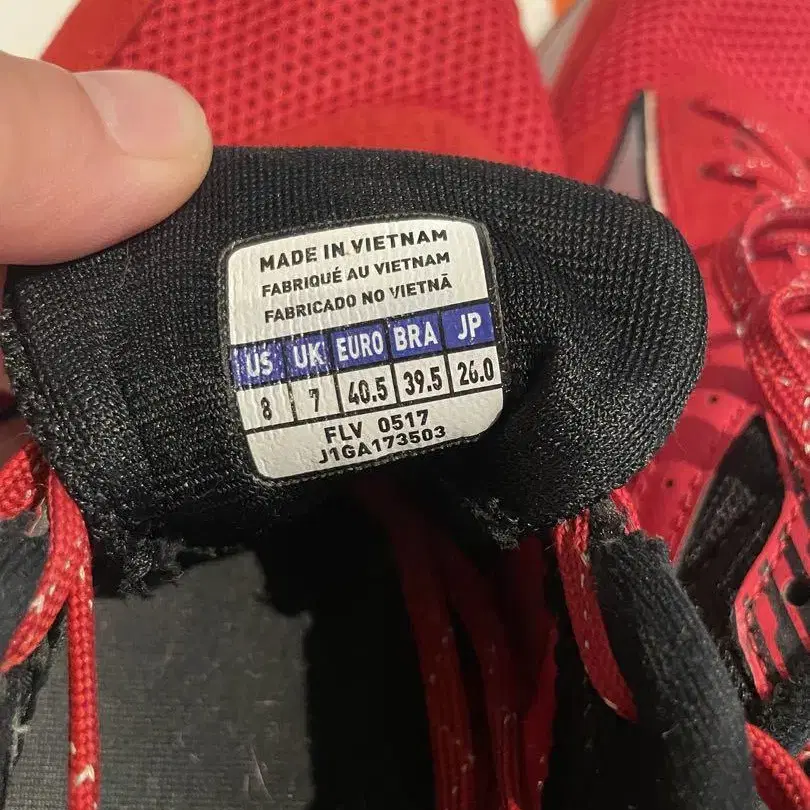 MADE IN VIETNAM
FABRIQUÉ AU VIETNAM
FABRICADO NO VIETNÃ
US UK EURO BRA JP
8 7 40.5 39.5 26.0
FLV 0517
J1GA173503